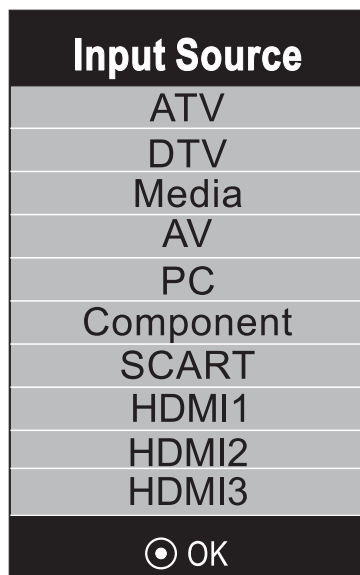 Input Source
ATV
DTV
Media
AV
PC
Component
SCART
HDMI1
HDMI2
HDMI3
OK